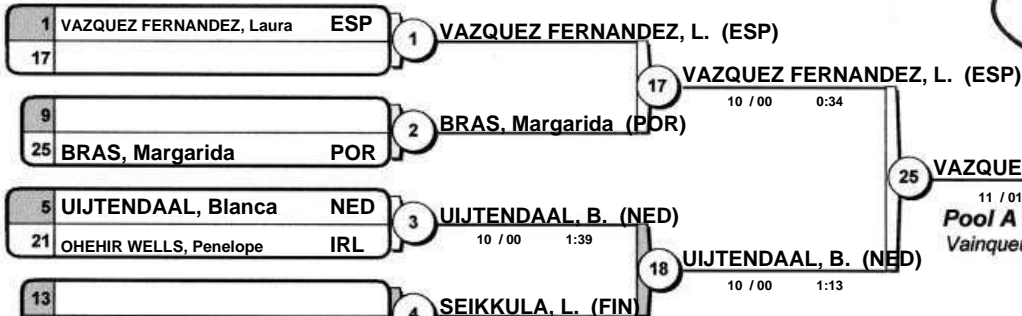 1 VAZQUEZ FERNANDEZ, Laura ESP
17
1 VAZQUEZ FERNANDEZ, L. (ESP)
9
25 BRAS, Margarida POR
2 BRAS, Margarida (POR)
17 VAZQUEZ FERNANDEZ, L. (ESP)
10 / 00 0:34
5 UIJTENDAAL, Blanca NED
21 OHEHIR WELLS, Penelope IRL
3 UIJTENDAAL, B. (NED)
10 / 00 1:39
13
4 SEIKKULA, L. (FIN)
18 UIJTENDAAL, B. (NED)
10 / 00 1:13
25 VAZQUE
11 / 01
Pool A
Vainqueu